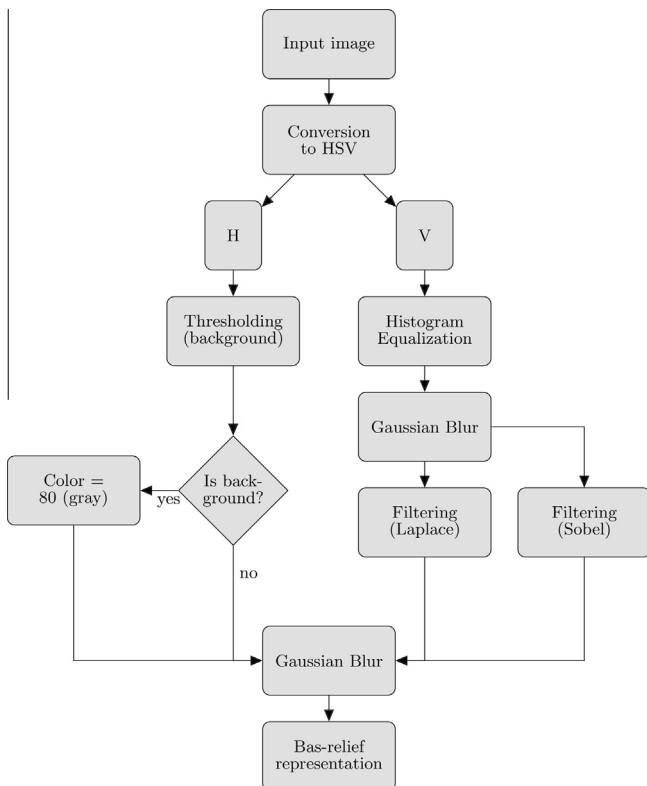 Input image
Conversion
to HSV
H
V
Thresholding
(background)
Histogram
Equalization
Gaussian Blur
Color =
80 (gray)
yes
Is back-
ground?
Filtering
(Laplace)
Filtering
(Sobel)
no
Gaussian Blur
Bas-relief
representation